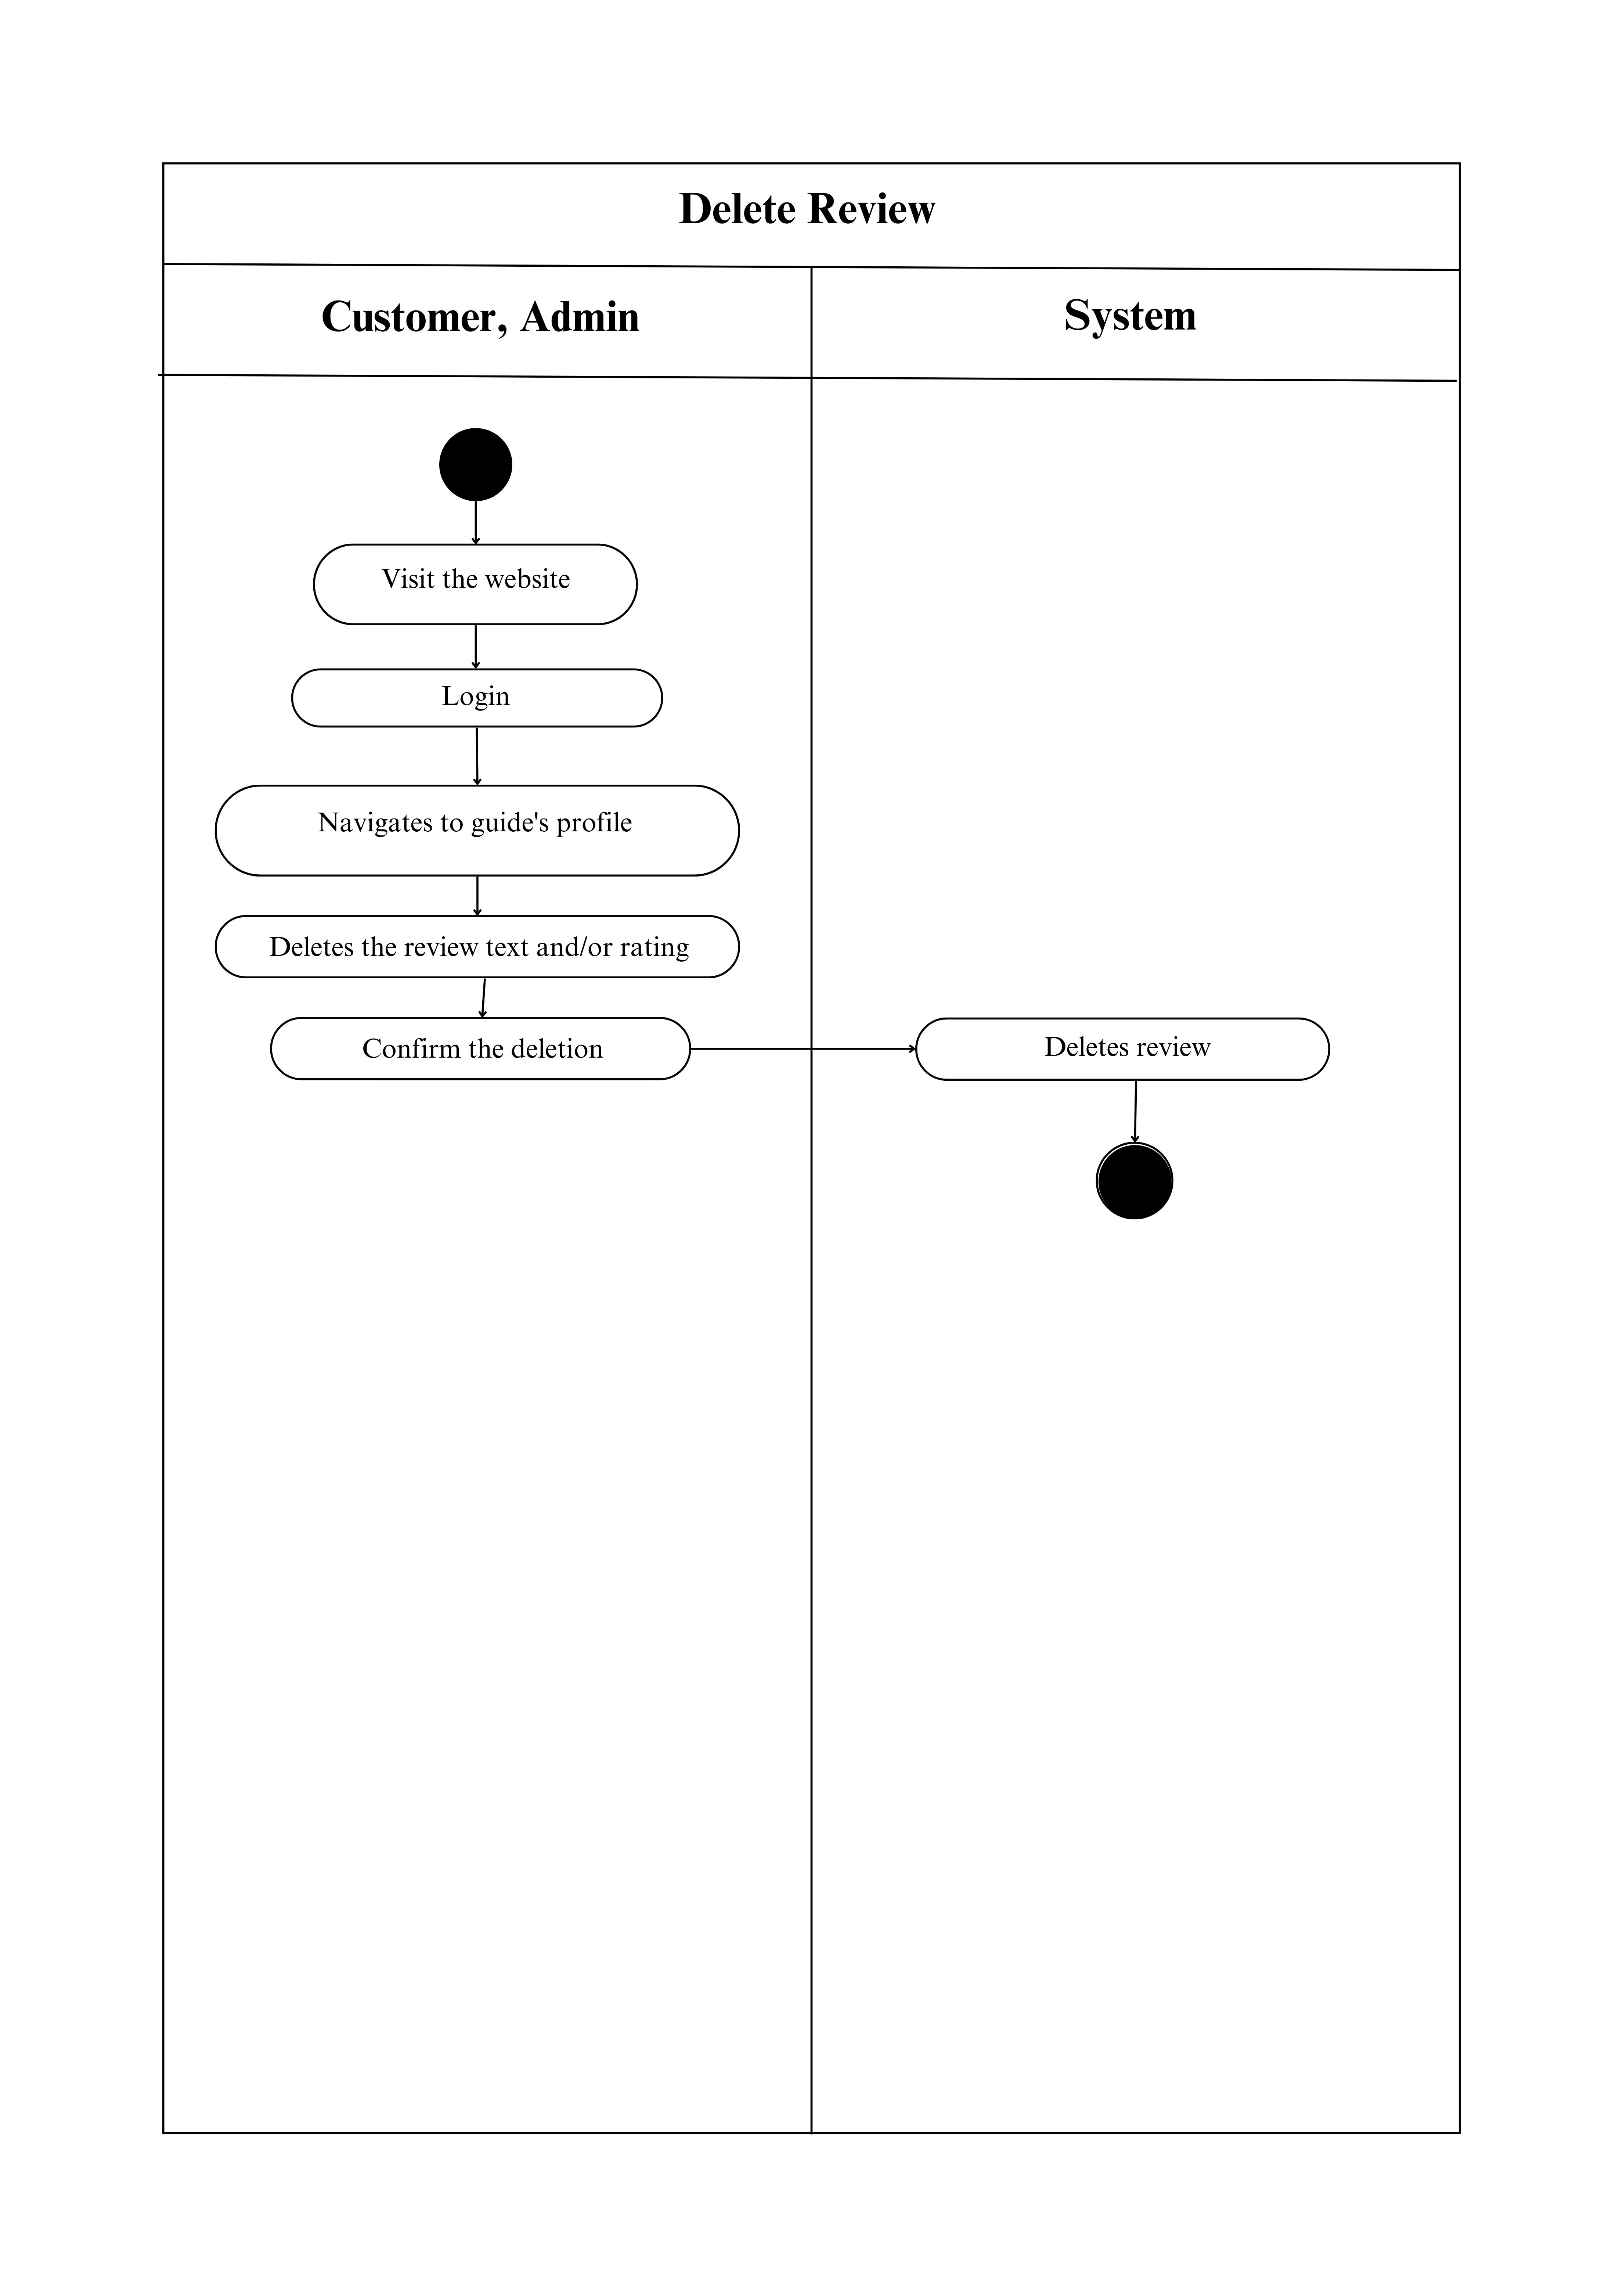 Delete Review
Customer, Admin
System
Visit the website
Login
Navigates to guide's profile
Deletes the review text and/or rating
Confirm the deletion
Deletes review